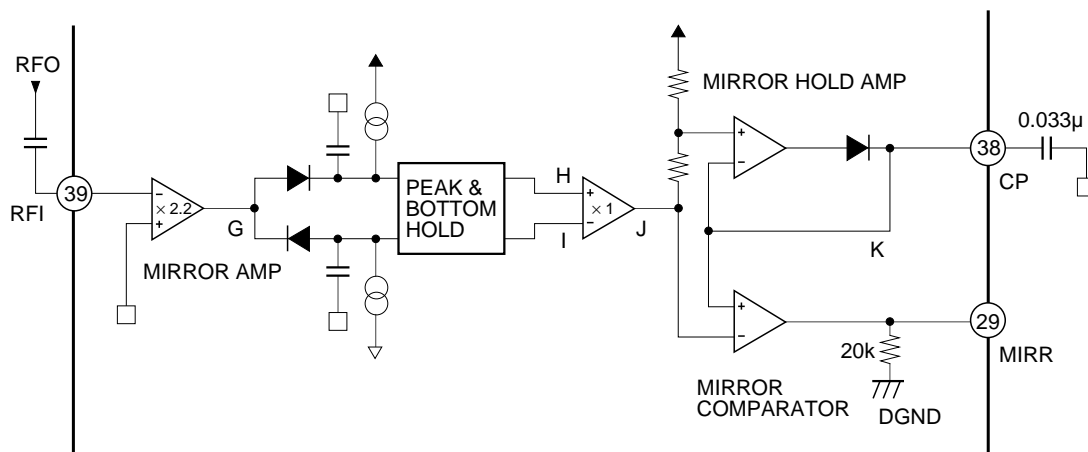 RFO
39
RFI
−
× 2.2
+
MIRROR AMP
G
PEAK &
BOTTOM
HOLD
H
I
+
× 1
−
J
MIRROR HOLD AMP
+
−
K
+
−
MIRROR
COMPARATOR
20k
DGND
0.033µ
38
CP
29
MIRR